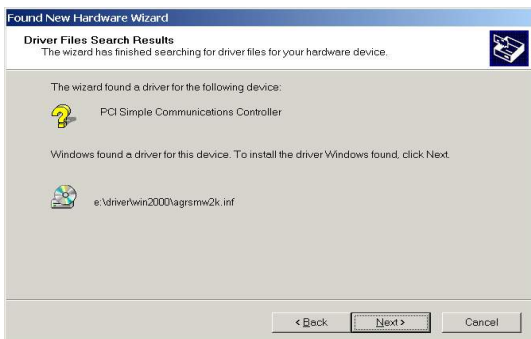 Found New Hardware Wizard
Driver Files Search Results
The wizard has finished searching for driver files for your hardware device.
The wizard found a driver for the following device:
PCI Simple Communications Controller
Windows found a driver for this device. To install the driver Windows found, click Next.
e:\driver\win2000\agrsmw2k.inf
< Back
Next >
Cancel